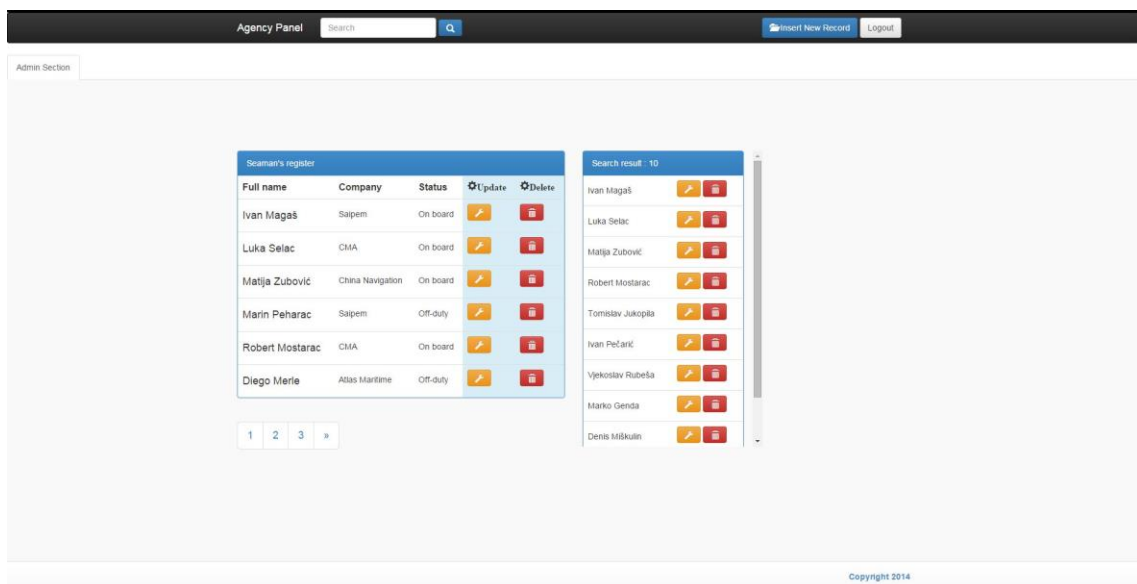 Agency Panel Search Insert New Record Logout
Admin Section
Seaman's register
Full name Company Status Update Delete
Ivan Magaš Saipem On board
Luka Selac CMA On board
Matija Zubović China Navigation On board
Marin Peharac Saipem Off-duty
Robert Mostarac CMA On board
Diego Merle Atlas Maritime Off-duty
1 2 3 »
Search result : 10
Ivan Magaš
Luka Selac
Matija Zubović
Robert Mostarac
Tomislav Jukopila
Ivan Pečarić
Vjekoslav Rubeša
Marko Genda
Denis Miškulin
Copyright 2014